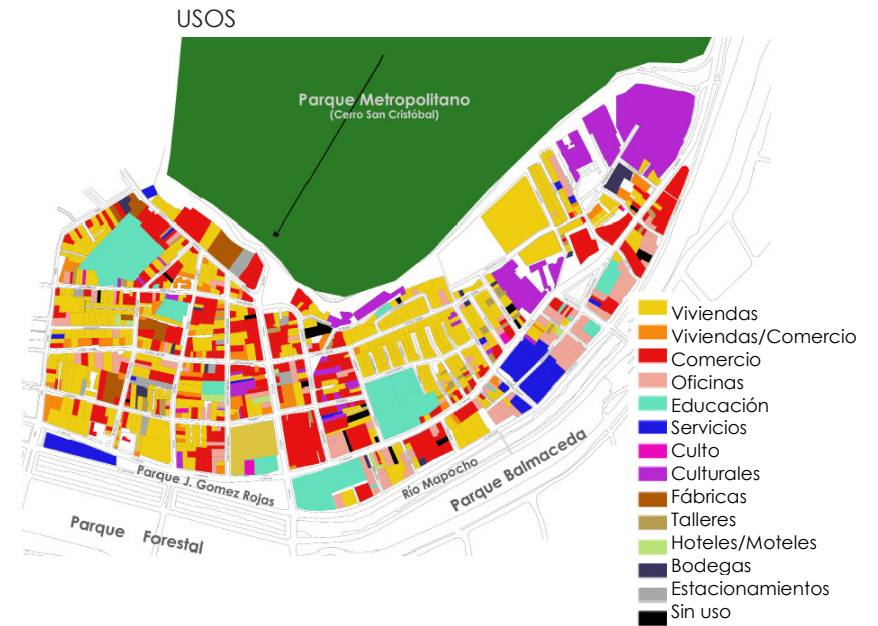 USOS
Parque Metropolitano
(Cerro San Cristóbal)
Viviendas
Viviendas/Comercio
Comercio
Oficinas
Educación
Servicios
Culto
Culturales
Fábricas
Talleres
Hoteles/Moteles
Bodegas
Estacionamientos
Sin uso
Parque J. Gomez Rojas
Río Mapocho
Parque Balmaceda
Parque Forestal